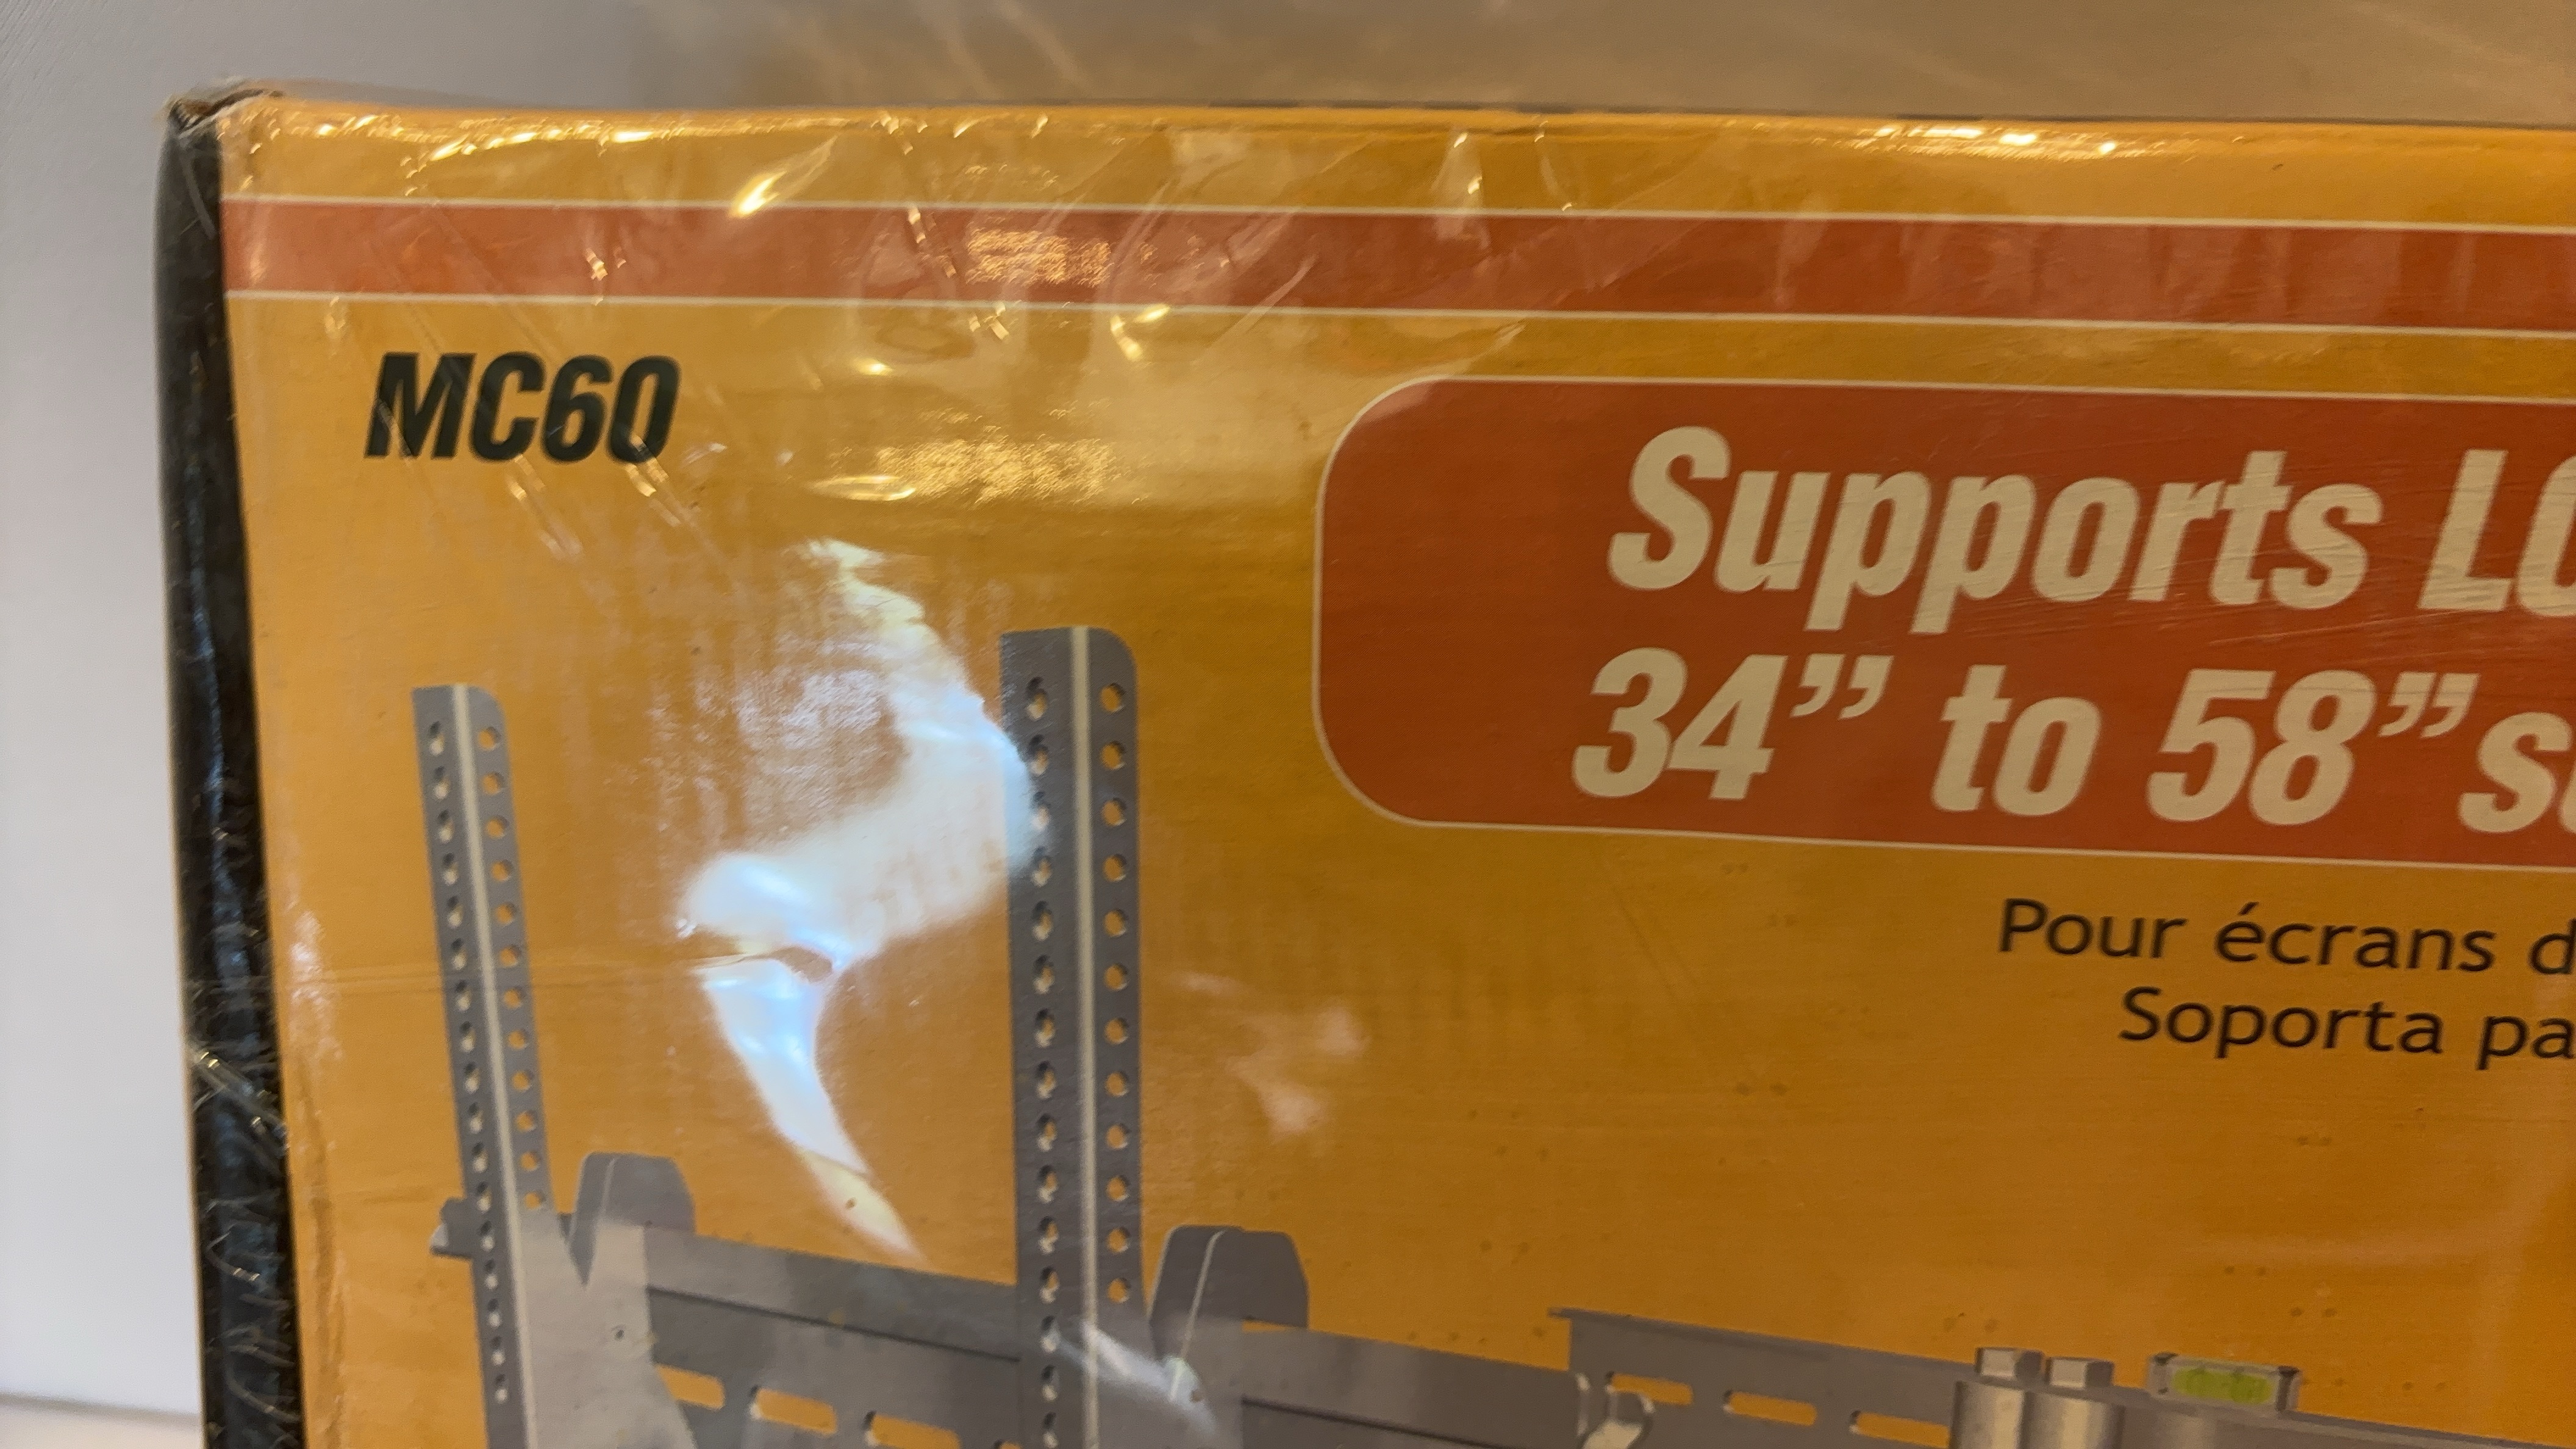 MC60
Supports LC
34” to 58”
Pour écrans d
Soporta pa